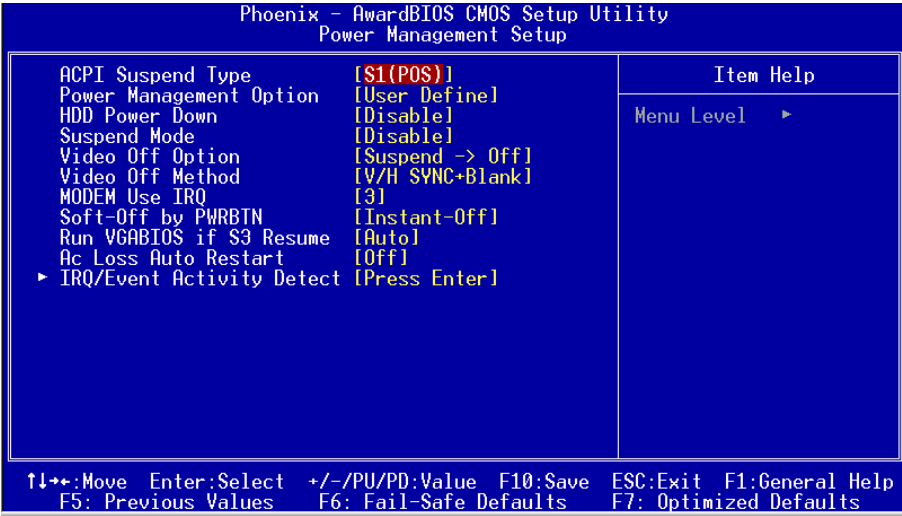 Phoenix - AwardBIOS CMOS Setup Utility
Power Management Setup
ACPI Suspend Type [S1(POS)]
Power Management Option [User Define]
HDD Power Down [Disable]
Suspend Mode [Disable]
Video Off Option [Suspend -> Off]
Video Off Method [V/H SYNC+Blank]
MODEM Use IRQ [3]
Soft-Off by PWRBTN [Instant-Off]
Run VGABIOS if S3 Resume [Auto]
Ac Loss Auto Restart [Off]
► IRQ/Event Activity Detect [Press Enter]
Item Help
Menu Level ►
↑↓→←:Move Enter:Select +/-/PU/PD:Value F10:Save ESC:Exit F1:General Help
F5: Previous Values F6: Fail-Safe Defaults F7: Optimized Defaults